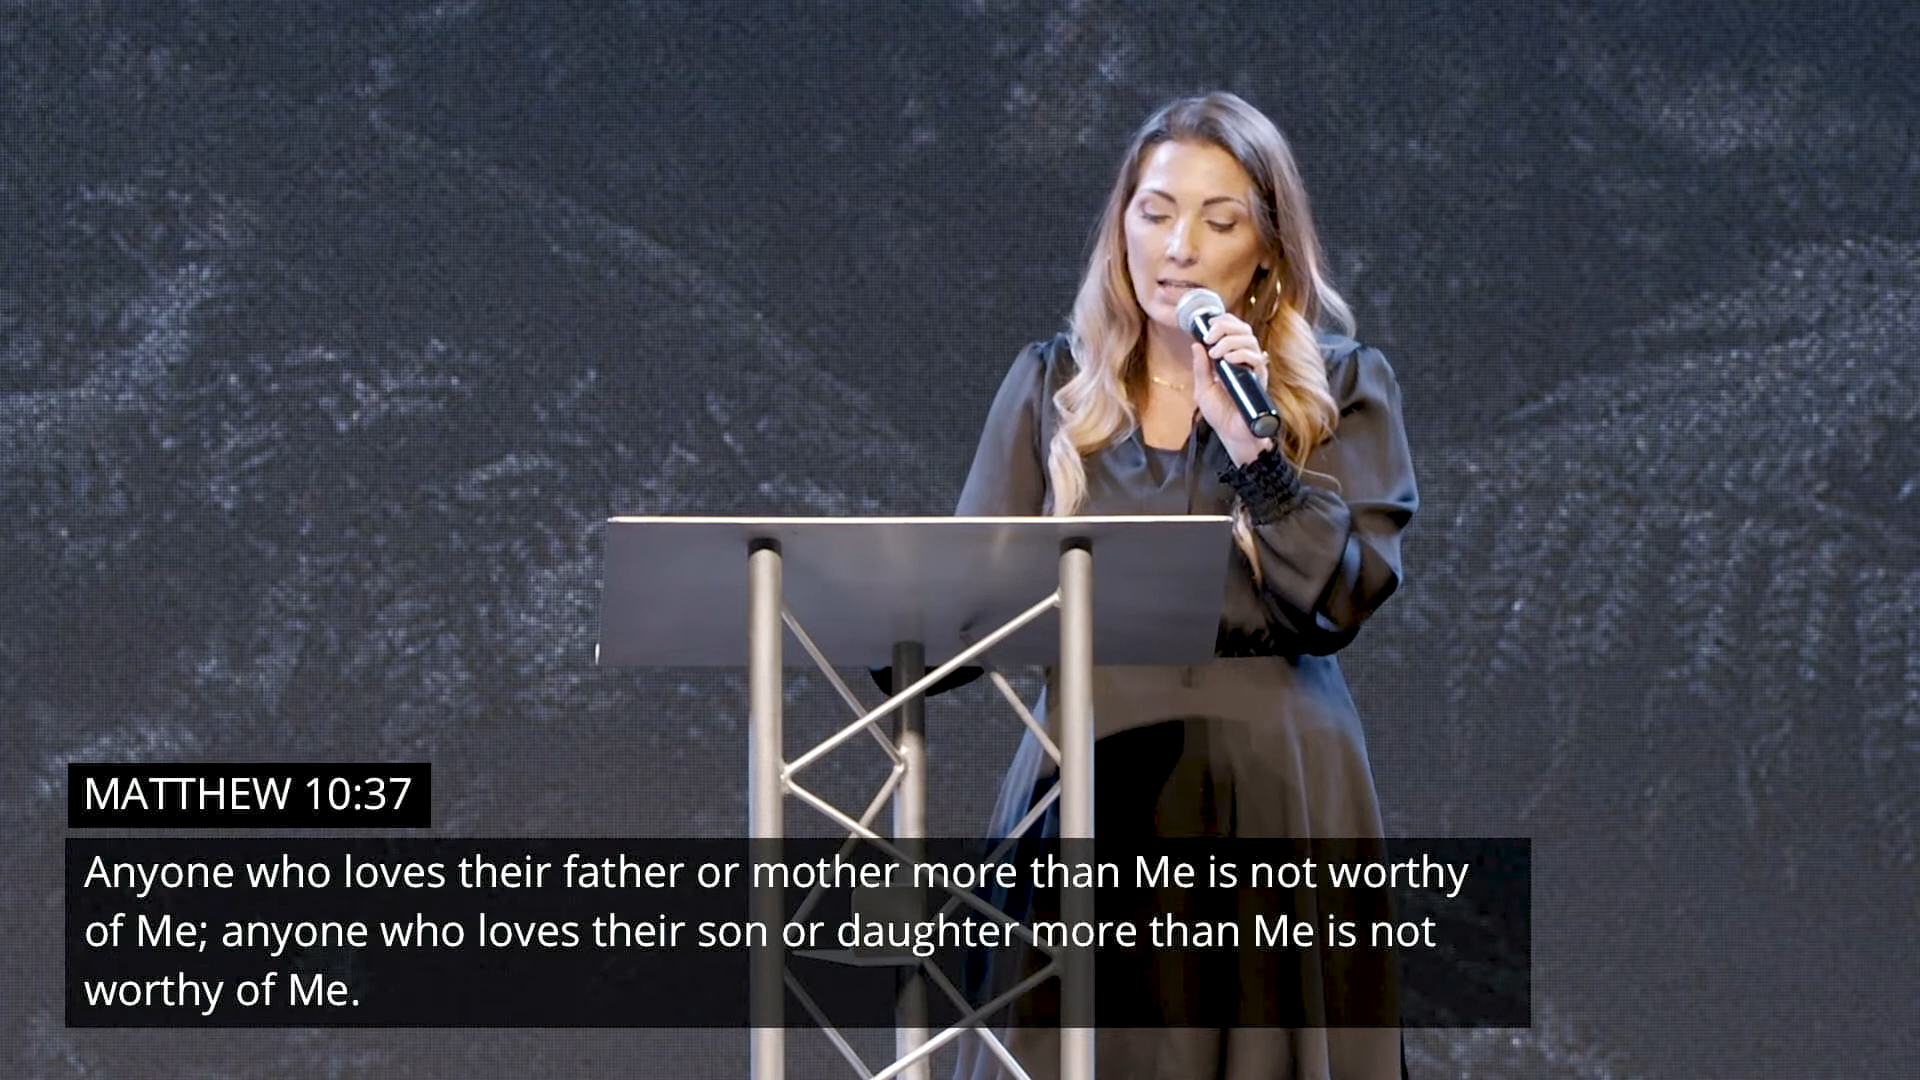 MATTHEW 10:37
Anyone who loves their father or mother more than Me is not worthy
of Me; anyone who loves their son or daughter more than Me is not
worthy of Me.